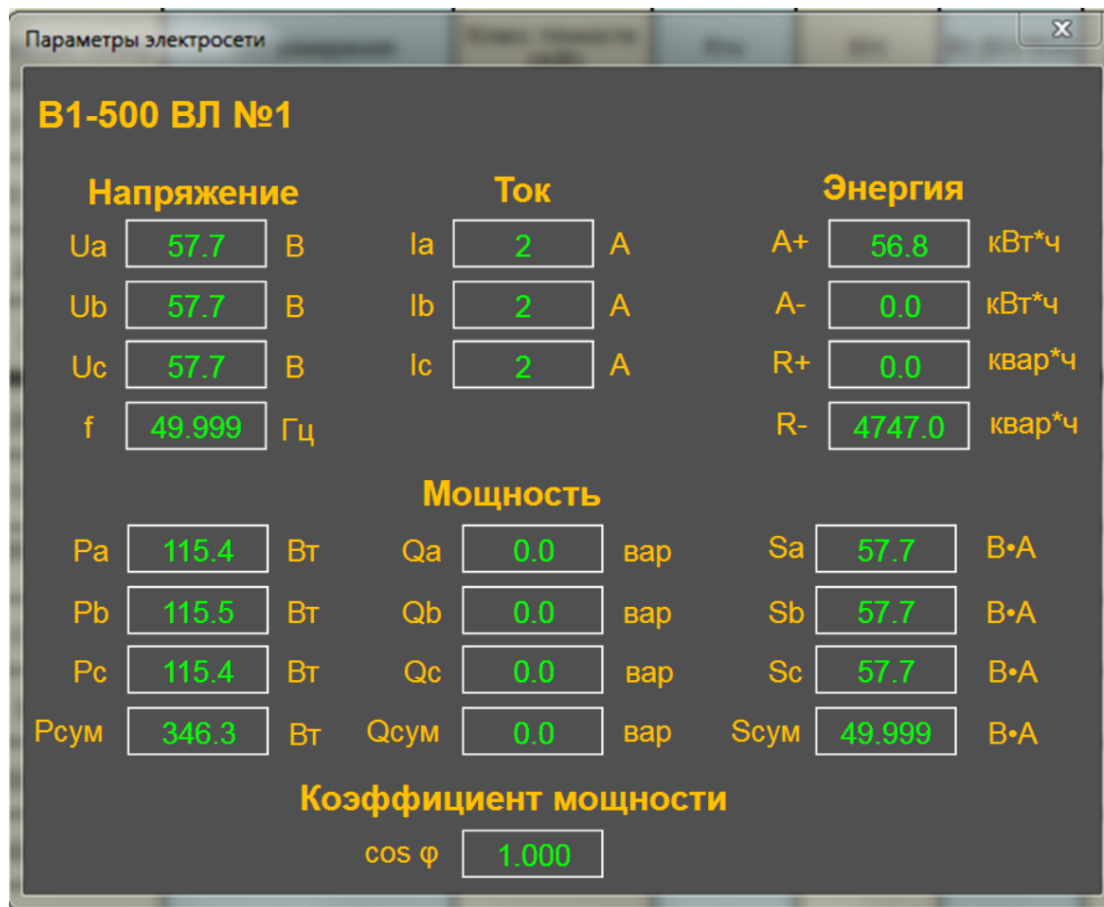 Параметры электросети
В1-500 ВЛ №1
Напряжение Ток Энергия
Ua 57.7 В Ia 2 А А+ 56.8 кВт*ч
Ub 57.7 В Ib 2 А А- 0.0 кВт*ч
Uc 57.7 В Ic 2 А R+ 0.0 квар*ч
f 49.999 Гц R- 4747.0 квар*ч
Мощность
Pa 115.4 Вт Qa 0.0 вар Sa 57.7 В•А
Pb 115.5 Вт Qb 0.0 вар Sb 57.7 В•А
Pc 115.4 Вт Qc 0.0 вар Sc 57.7 В•А
Pсум 346.3 Вт Qсум 0.0 вар Sсум 49.999 В•А
Коэффициент мощности
cos φ 1.000